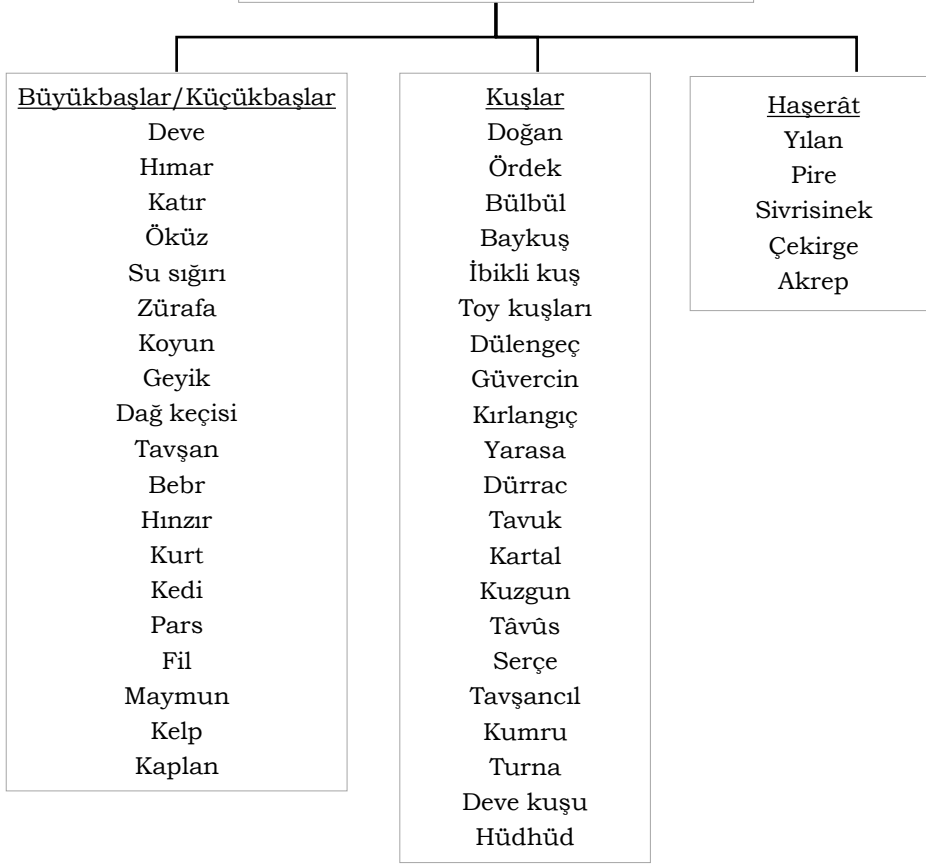 Büyükbaşlar/Küçükbaşlar
Deve
Hımar
Katır
Öküz
Su sığırı
Zürafa
Koyun
Geyik
Dağ keçisi
Tavşan
Bebr
Hınzır
Kurt
Kedi
Pars
Fil
Maymun
Kelp
Kaplan
Kuşlar
Doğan
Ördek
Bülbül
Baykuş
İbikli kuş
Toy kuşları
Dülengeç
Güvercin
Kırlangıç
Yarasa
Dürrac
Tavuk
Kartal
Kuzgun
Tâvûs
Serçe
Tavşancıl
Kumru
Turna
Deve kuşu
Hüdhüd
Haşerât
Yılan
Pire
Sivrisinek
Çekirge
Akrep